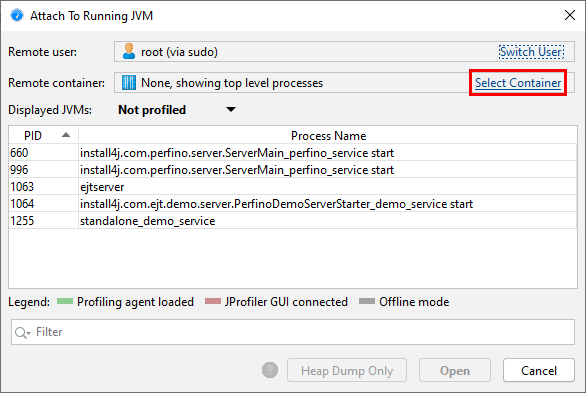 Attach To Running JVM
Remote user: root (via sudo) Switch User
Remote container: None, showing top level processes Select Container
Displayed JVMs: Not profiled
PID Process Name
660 install4j.com.perfino.server.ServerMain_perfino_service start
996 install4j.com.perfino.server.ServerMain_perfino_service start
1063 ejtserver
1064 install4j.com.ejt.demo.server.PerfinoDemoServerStarter_demo_service start
1255 standalone_demo_service
Legend: Profiling agent loaded JProfiler GUI connected Offline mode
Filter
? Heap Dump Only Open Cancel